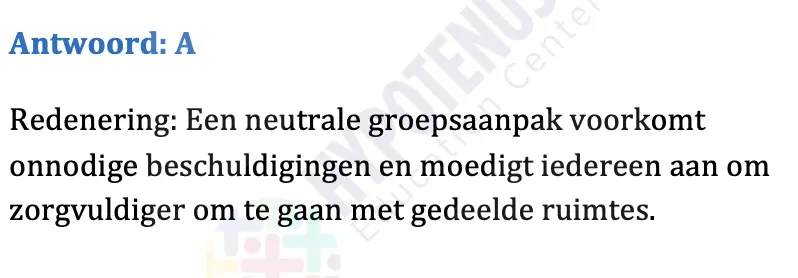 Antwoord: A
Redenering: Een neutrale groepsaanpak voorkomt
onnodige beschuldigingen en moedigt iedereen aan om
zorgvuldiger om te gaan met gedeelde ruimtes.
HYPOTENUS
Education Center